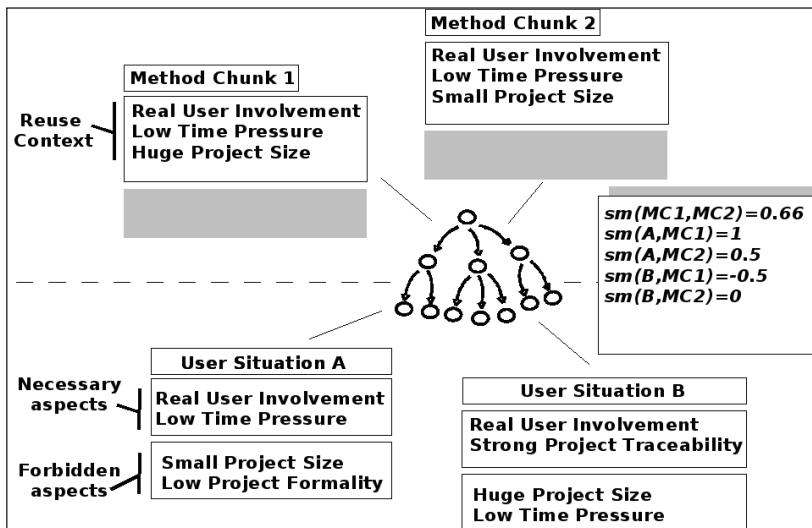 Method Chunk 2
Real User Involvement
Low Time Pressure
Small Project Size
Method Chunk 1
Reuse
Context
Real User Involvement
Low Time Pressure
Huge Project Size
sm(MC1,MC2)=0.66
sm(A,MC1)=1
sm(A,MC2)=0.5
sm(B,MC1)=-0.5
sm(B,MC2)=0
User Situation A
Necessary
aspects
Real User Involvement
Low Time Pressure
Forbidden
aspects
Small Project Size
Low Project Formality
User Situation B
Real User Involvement
Strong Project Traceability
Huge Project Size
Low Time Pressure